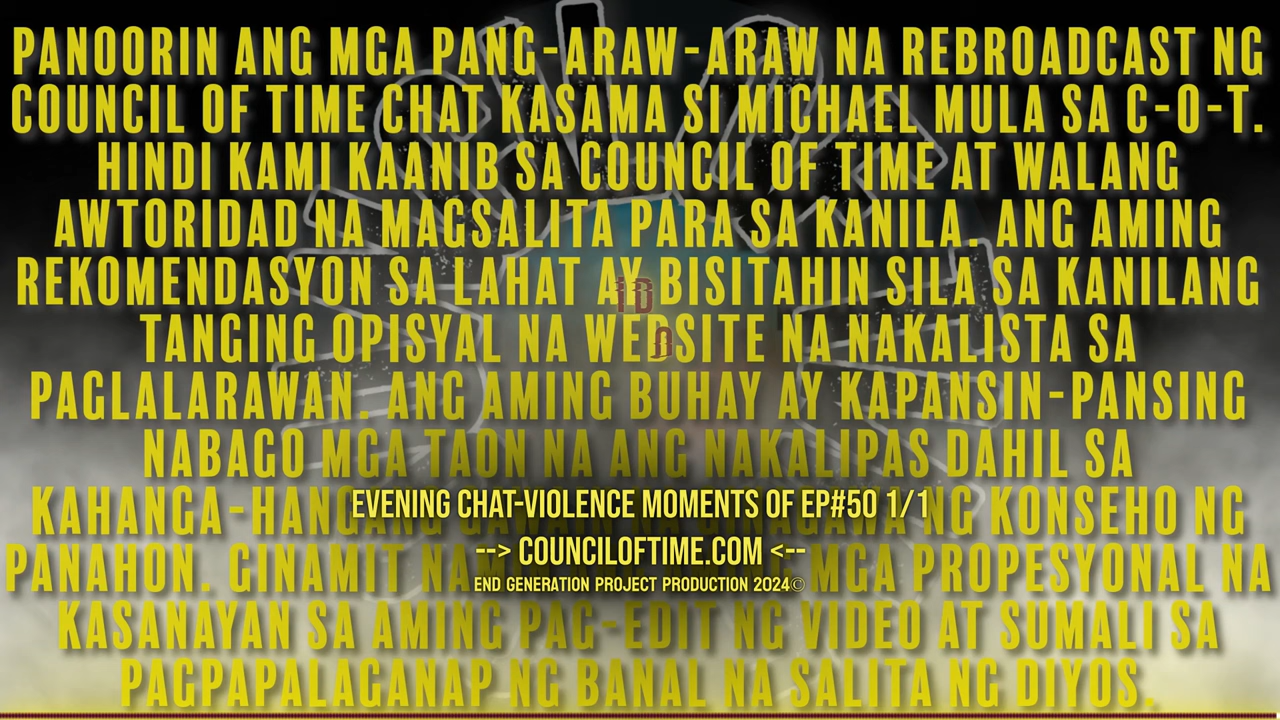 PANOORIN ANG MGA PANG-ARAW-ARAW NA REBROADCAST NG
COUNCIL OF TIME CHAT KASAMA SI MICHAEL MULA SA C-O-T.
HINDI KAMI KAANIB SA COUNCIL OF TIME AT WALANG
AWTORIDAD NA MAGSALITA PARA SA KANILA. ANG AMING
REKOMENDASYON SA LAHAT AY BISITAHIN SILA SA KANILANG
TANGING OPISYAL NA WEBSITE NA NAKALISTA SA
PAGLALARAWAN. ANG AMING BUHAY AY KAPANSIN-PANSING
NABAGO MGA TAON NA ANG NAKALIPAS DAHIL SA
NG KONSEHO NG
EVENING CHAT-VIOLENCE MOMENTS OF EP#50 1/1
PANAHON. GINAMIT MGA PROPESYONAL NA
--> COUNCILOFTIME.COM <--
END GENERATION PROJECT PRODUCTION 2024©
KASANAYAN SA AMING PAG-EDIT NG VIDEO AT SUMALI SA
PAGPAPALAGANAP NG BANAL NA SALITA NG DIYOS.